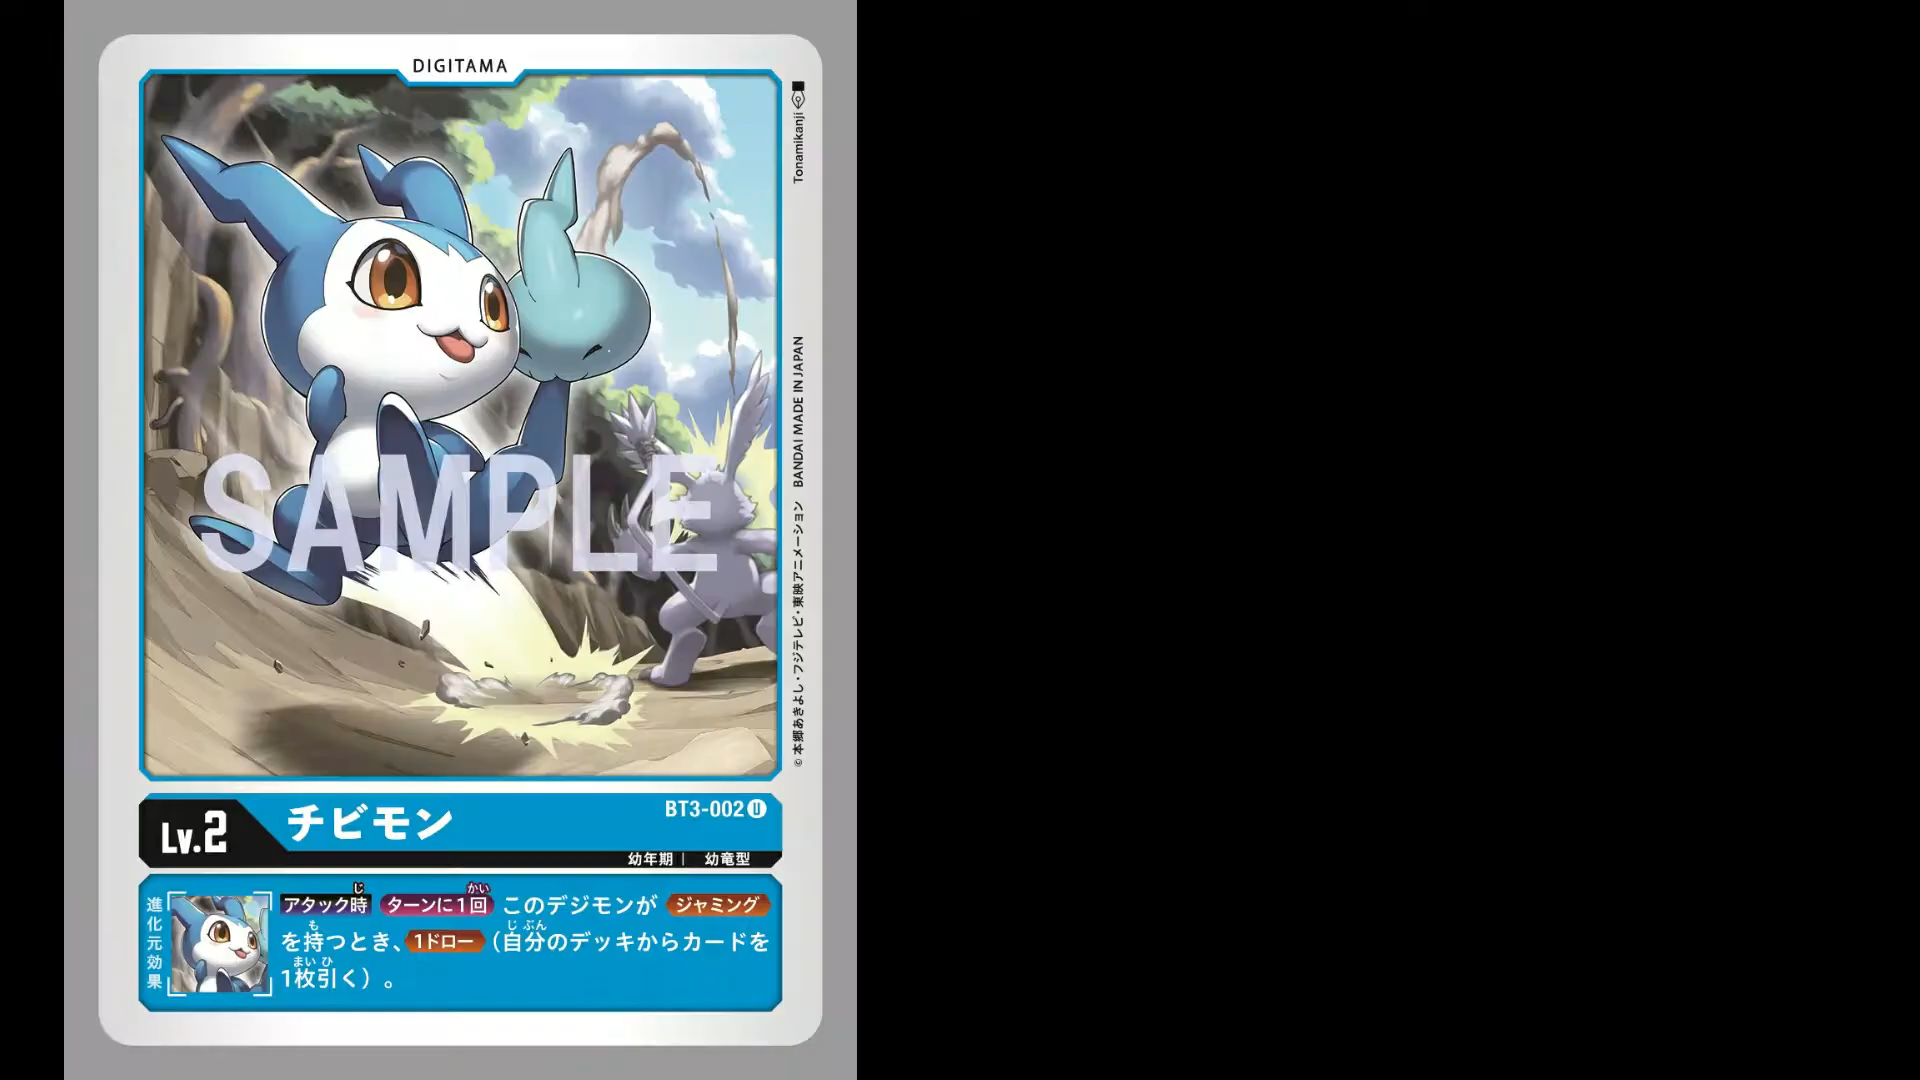 DIGITAMA
Tonamikanji
© 本郷あきよし・フジテレビ・東映アニメーション BANDAI MADE IN JAPAN
SAMPLE
Lv.2
チビモン
BT3-002 U
幼年期 | 幼竜型
進化元効果
アタック時 ターンに1回 このデジモンが ジャミング
を持つとき、1ドロー（自分のデッキからカードを
1枚引く）。